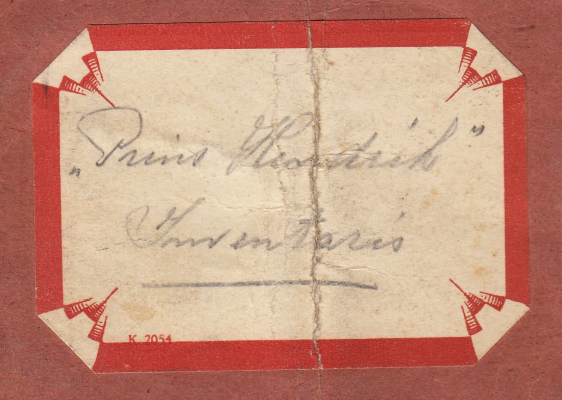 „Prins Hendrik”
Inventaris
K 2054